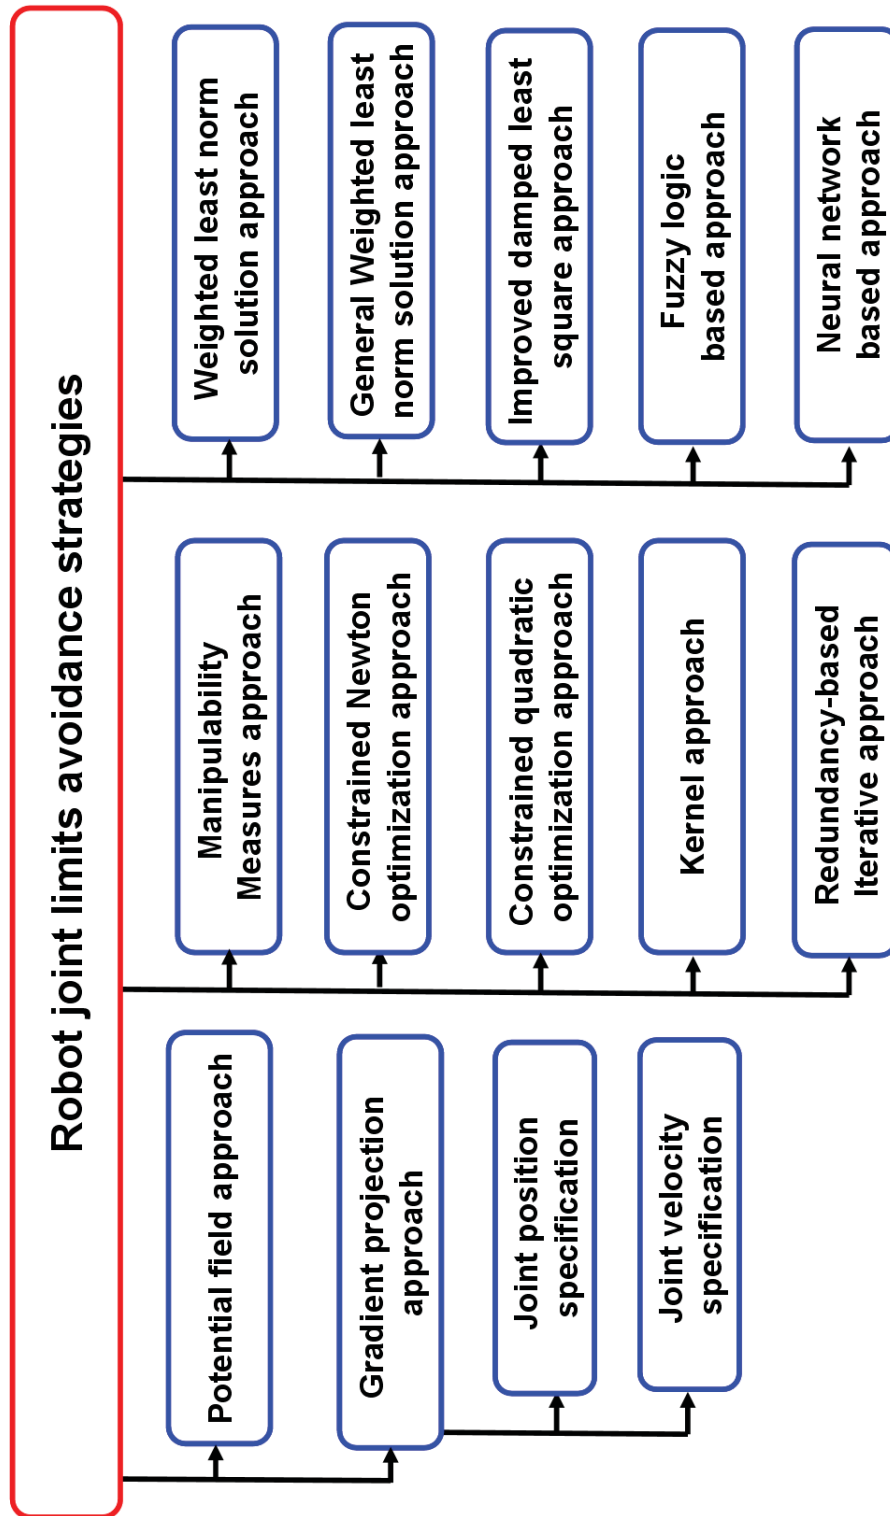 Robot joint limits avoidance strategies
Potential field approach
Gradient projection
approach
Joint position
specification
Joint velocity
specification
Manipulability
Measures approach
Constrained Newton
optimization approach
Constrained quadratic
optimization approach
Kernel approach
Redundancy-based
Iterative approach
Weighted least norm
solution approach
General Weighted least
norm solution approach
Improved damped least
square approach
Fuzzy logic
based approach
Neural network
based approach